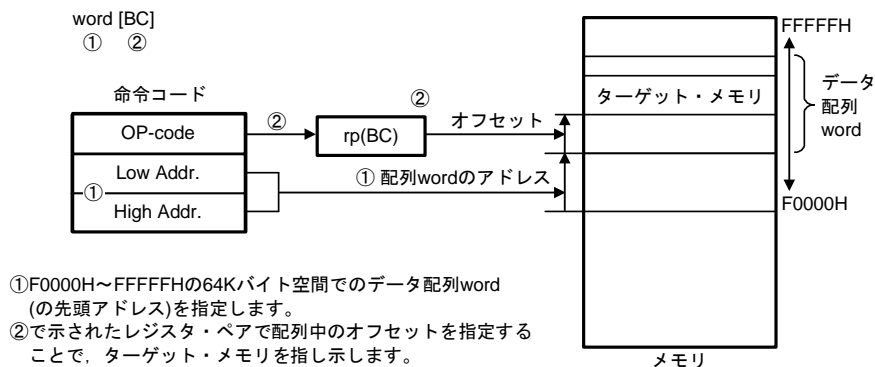 word [BC]
① ②
命令コード
OP-code
Low Addr.
①
High Addr.
②
rp(BC)
②
オフセット
① 配列wordのアドレス
FFFFFH
ターゲット・メモリ
データ
配列
word
F0000H
メモリ
①F0000H～FFFFFHの64Kバイト空間でのデータ配列word
(の先頭アドレス)を指定します。
②で示されたレジスタ・ペアで配列中のオフセットを指定する
ことで，ターゲット・メモリを指し示します。